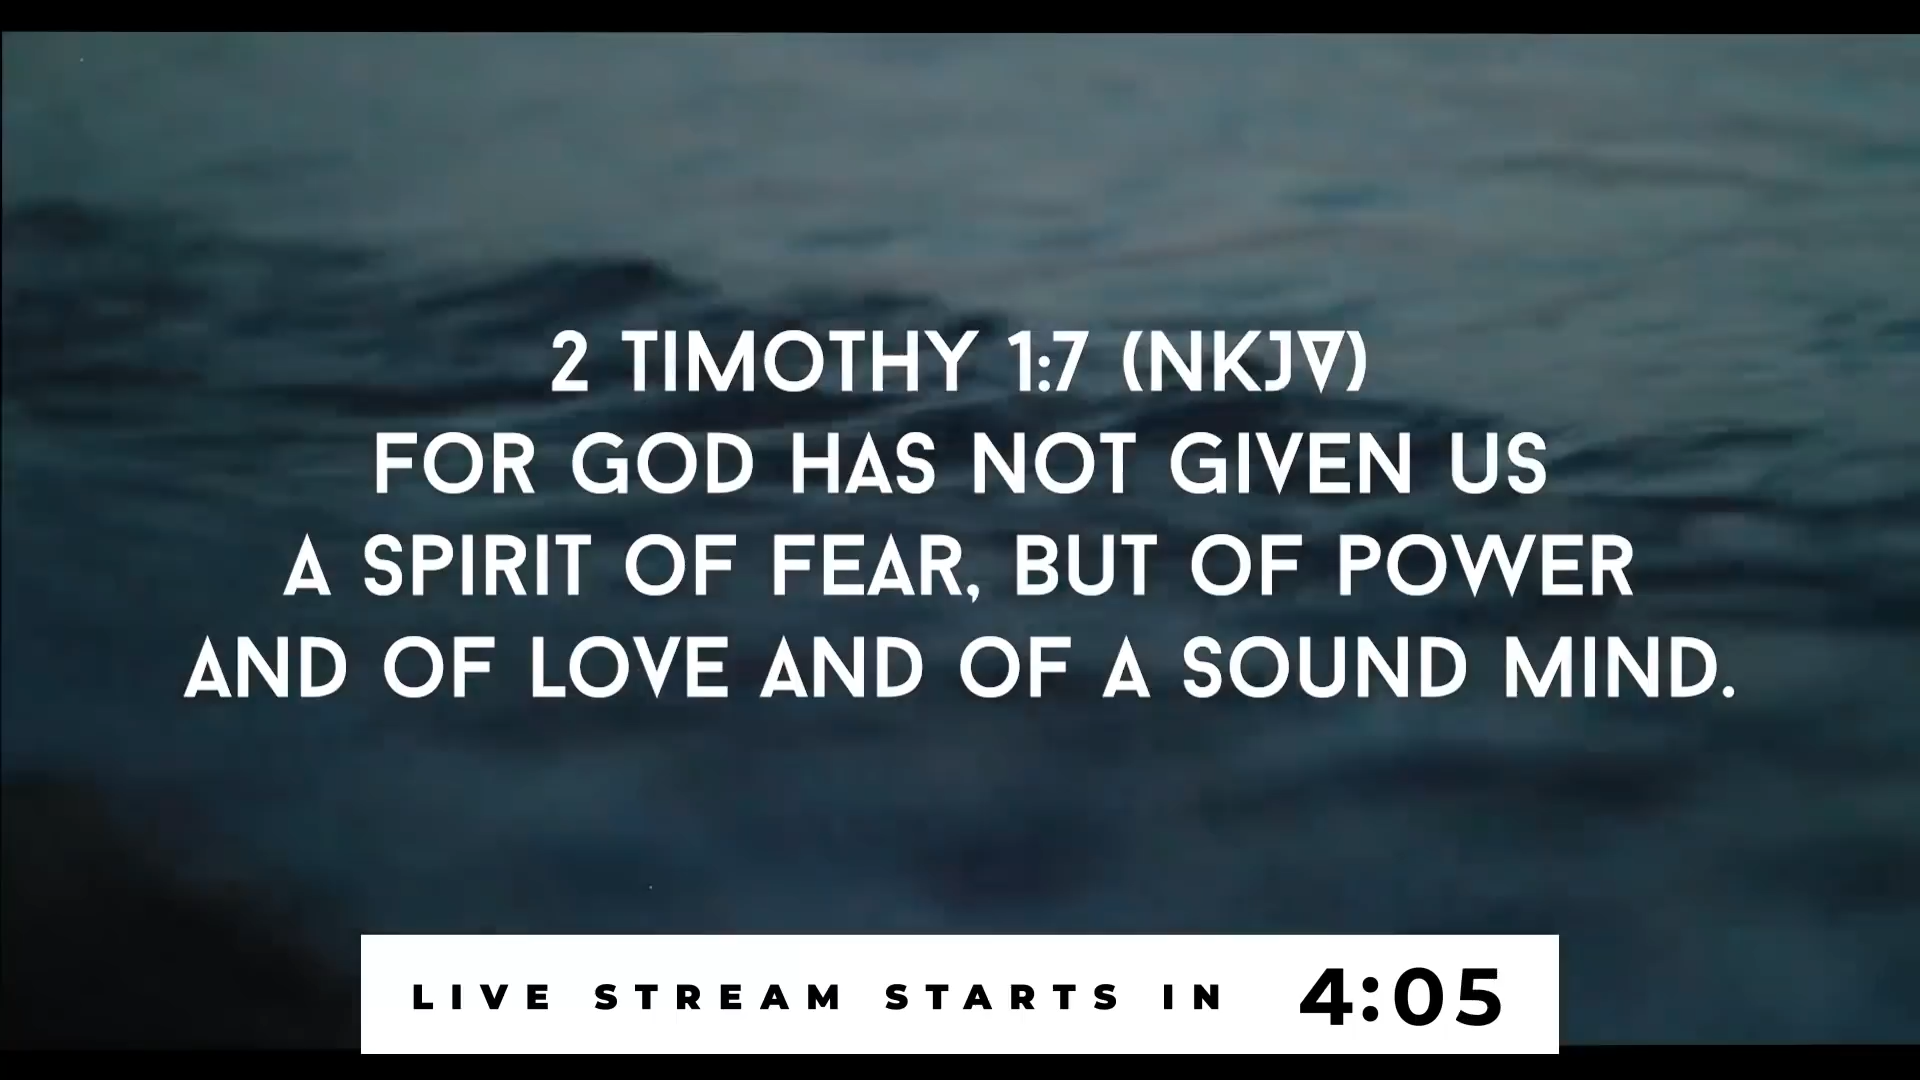 2 TIMOTHY 1:7 (NKJV)
FOR GOD HAS NOT GIVEN US
A SPIRIT OF FEAR, BUT OF POWER
AND OF LOVE AND OF A SOUND MIND.
LIVE STREAM STARTS IN 4:05